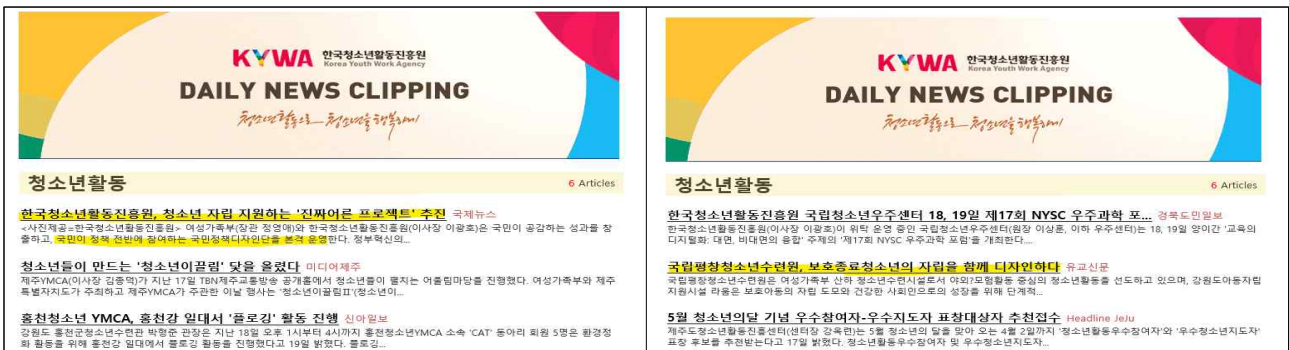 KYWA 한국청소년활동진흥원
Korea Youth Work Agency
DAILY NEWS CLIPPING
청소년활동으로 청소년을 행복하게!
청소년활동
6 Articles
한국청소년활동진흥원, 청소년 자립 지원하는 '진짜어른 프로젝트' 추진 국제뉴스
<사진제공=한국청소년활동진흥원> 여성가족부(장관 정영애)와 한국청소년활동진흥원(이사장 이광호)은 국민이 공감하는 성과를 창
출하고, 국민이 정책 전반에 참여하는 국민정책디자인단을 본격 운영한다. 정부혁신의...
청소년들이 만드는 '청소년이끌림' 닻을 올렸다 미디어제주
제주YMCA(이사장 김종덕)가 지난 17일 TBN제주교통방송 공개홀에서 청소년들이 펼치는 어울림마당을 진행했다. 여성가족부와 제주
특별자치도가 주최하고 제주YMCA가 주관한 이날 행사는 '청소년이끌림Ⅱ'(청소년이...
홍천청소년 YMCA, 홍천강 일대서 '플로깅' 활동 진행 신아일보
강원도 홍천군청소년수련관 박형준 관장은 지난 18일 오후 1시부터 4시까지 홍천청소년YMCA 소속 'CAT' 동아리 회원 5명은 환경정
화 활동을 위해 홍천강 일대에서 플로깅 활동을 진행했다고 19일 밝혔다. 플로깅...
KYWA 한국청소년활동진흥원
Korea Youth Work Agency
DAILY NEWS CLIPPING
청소년활동으로 청소년을 행복하게!
청소년활동
6 Articles
한국청소년활동진흥원 국립청소년우주센터 18, 19일 제17회 NYSC 우주과학 포... 경북도민일보
한국청소년활동진흥원(이사장 이광호)이 위탁 운영 중인 국립청소년우주센터(원장 이상훈, 이하 우주센터)는 18, 19일 양이간 '교육의
디지털화: 대면, 비대면의 융합' 주제의 '제17회 NYSC 우주과학 포럼'을 개최한다....
국립평창청소년수련원, 보호종료청소년의 자립을 함께 디자인하다 유교신문
국립평창청소년수련원은 여성가족부 산하 청소년수련시설로서 야외?모험활동 중심의 청소년활동을 선도하고 있으며, 강원도아동자립
지원시설 라움은 보호아동의 자립 도모와 건강한 사회인으로의 성장을 위해 단계적...
5월 청소년의달 기념 우수참여자-우수지도자 표창대상자 추천접수 Headline JeJu
제주도청소년활동진흥센터(센터장 강옥련)는 5월 청소년의 달을 맞아 오는 4월 2일까지 '청소년활동우수참여자'와 '우수청소년지도자'
표창 후보를 추천받는다고 17일 밝혔다. 청소년활동우수참여자 및 우수청소년지도자...